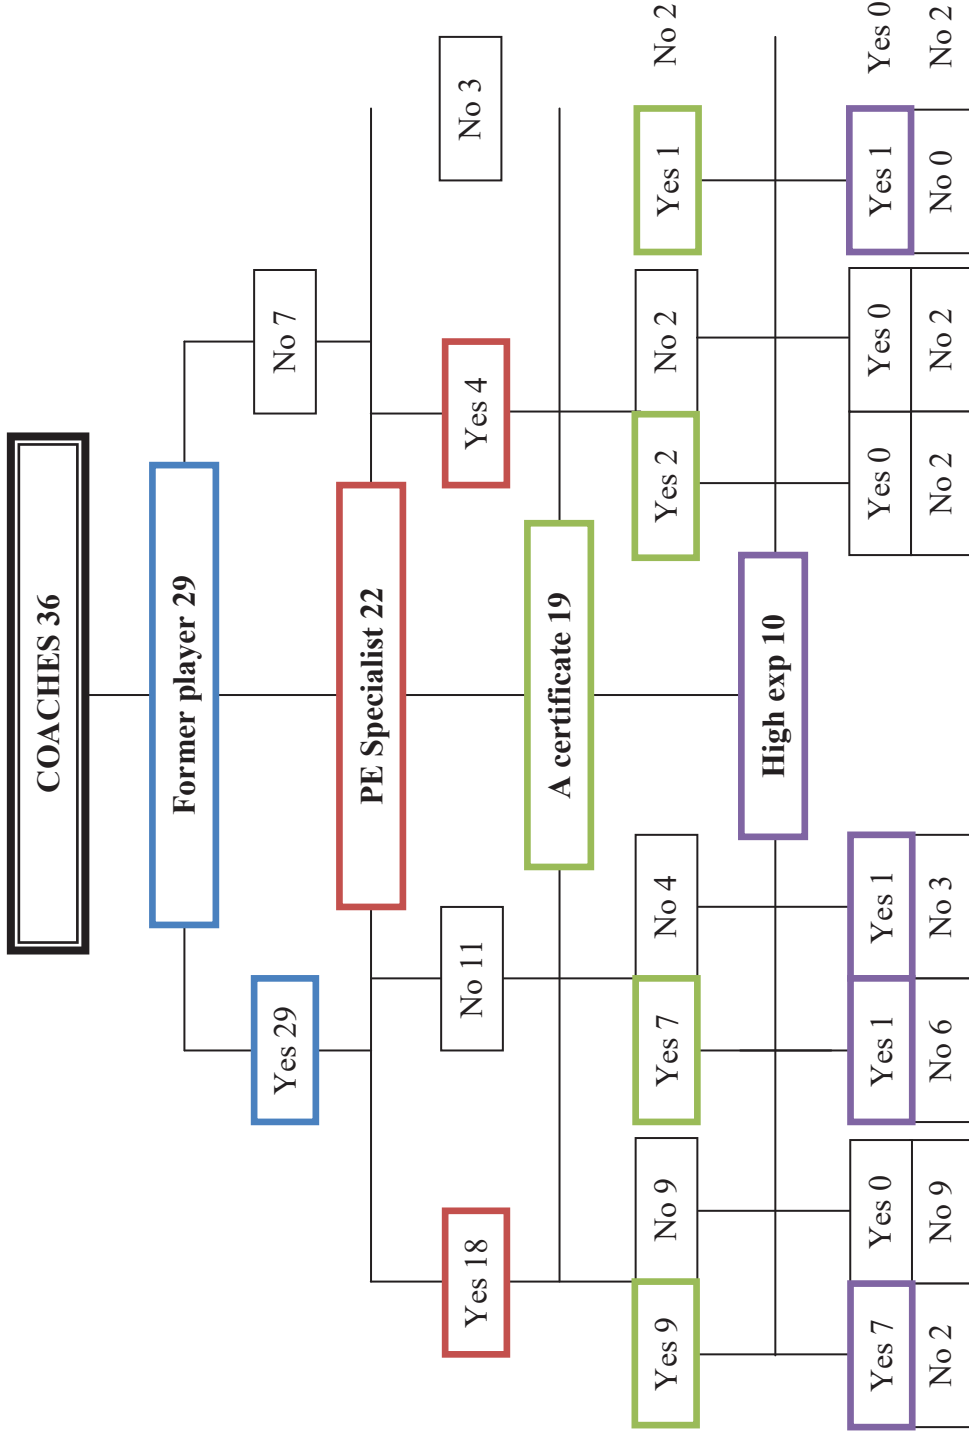 COACHES 36
Former player 29
Yes 29
No 7
PE Specialist 22
Yes 18
No 11
Yes 4
No 3
A certificate 19
Yes 9
No 9
Yes 7
No 4
Yes 2
No 2
Yes 1
No 2
High exp 10
Yes 7
Yes 0
Yes 1
Yes 1
Yes 0
Yes 0
Yes 1
Yes 0
No 2
No 9
No 6
No 3
No 2
No 2
No 0
No 2